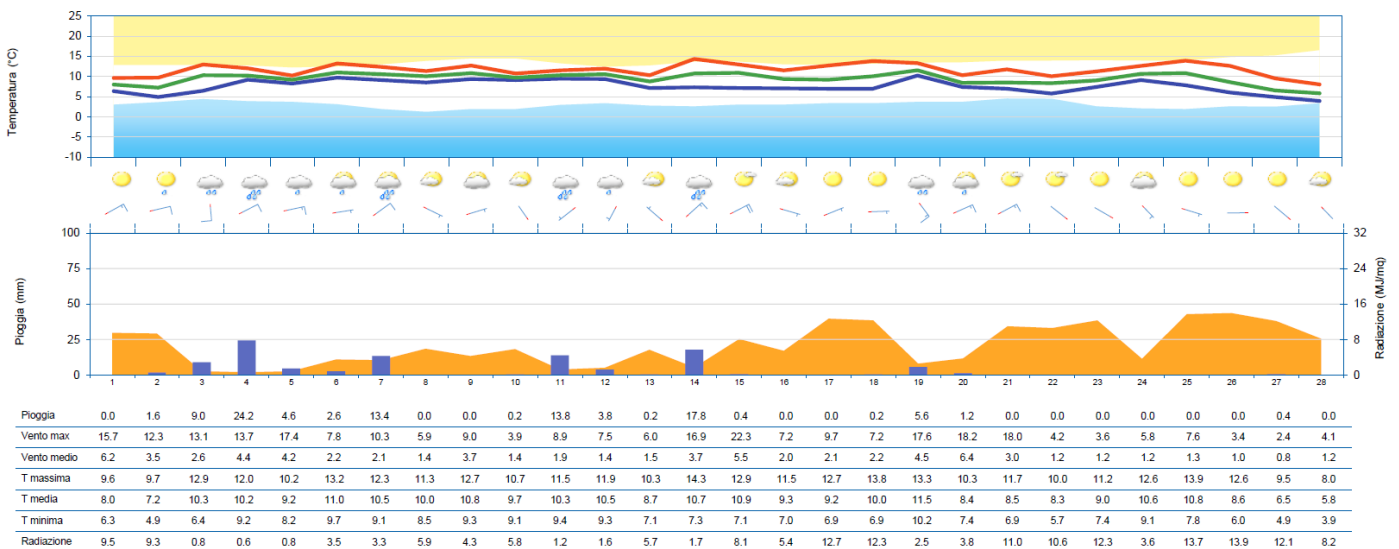 25
20
15
10
5
0
-5
-10
Temperatura (°C)
100
75
50
25
0
Pioggia (mm)
32
24
16
8
0
Radiazione (MJ/mq)
1 2 3 4 5 6 7 8 9 10 11 12 13 14 15 16 17 18 19 20 21 22 23 24 25 26 27 28
Pioggia 0.0 1.6 9.0 24.2 4.6 2.6 13.4 0.0 0.0 0.2 13.8 3.8 0.2 17.8 0.4 0.0 0.0 0.2 5.6 1.2 0.0 0.0 0.0 0.0 0.0 0.0 0.4 0.0
Vento max 15.7 12.3 13.1 13.7 17.4 7.8 10.3 5.9 9.0 3.9 8.9 7.5 6.0 16.9 22.3 7.2 9.7 7.2 17.6 18.2 18.0 4.2 3.6 5.8 7.6 3.4 2.4 4.1
Vento medio 6.2 3.5 2.6 4.4 4.2 2.2 2.1 1.4 3.7 1.4 1.9 1.4 1.5 3.7 5.5 2.0 2.1 2.2 4.5 6.4 3.0 1.2 1.2 1.2 1.3 1.0 0.8 1.2
T massima 9.6 9.7 12.9 12.0 10.2 13.2 12.3 11.3 12.7 10.7 11.5 11.9 10.3 14.3 12.9 11.5 12.7 13.8 13.3 10.3 11.7 10.0 11.2 12.6 13.9 12.6 9.5 8.0
T media 8.0 7.2 10.3 10.2 9.2 11.0 10.5 10.0 10.8 9.7 10.3 10.5 8.7 10.7 10.9 9.3 9.2 10.0 11.5 8.4 8.5 8.3 9.0 10.6 10.8 8.6 6.5 5.8
T minima 6.3 4.9 6.4 9.2 8.2 9.7 9.1 8.5 9.3 9.1 9.4 9.3 7.1 7.3 7.1 7.0 6.9 6.9 10.2 7.4 6.9 5.7 7.4 9.1 7.8 6.0 4.9 3.9
Radiazione 9.5 9.3 0.8 0.6 0.8 3.5 3.3 5.9 4.3 5.8 1.2 1.6 5.7 1.7 8.1 5.4 12.7 12.3 2.5 3.8 11.0 10.6 12.3 3.6 13.7 13.9 12.1 8.2